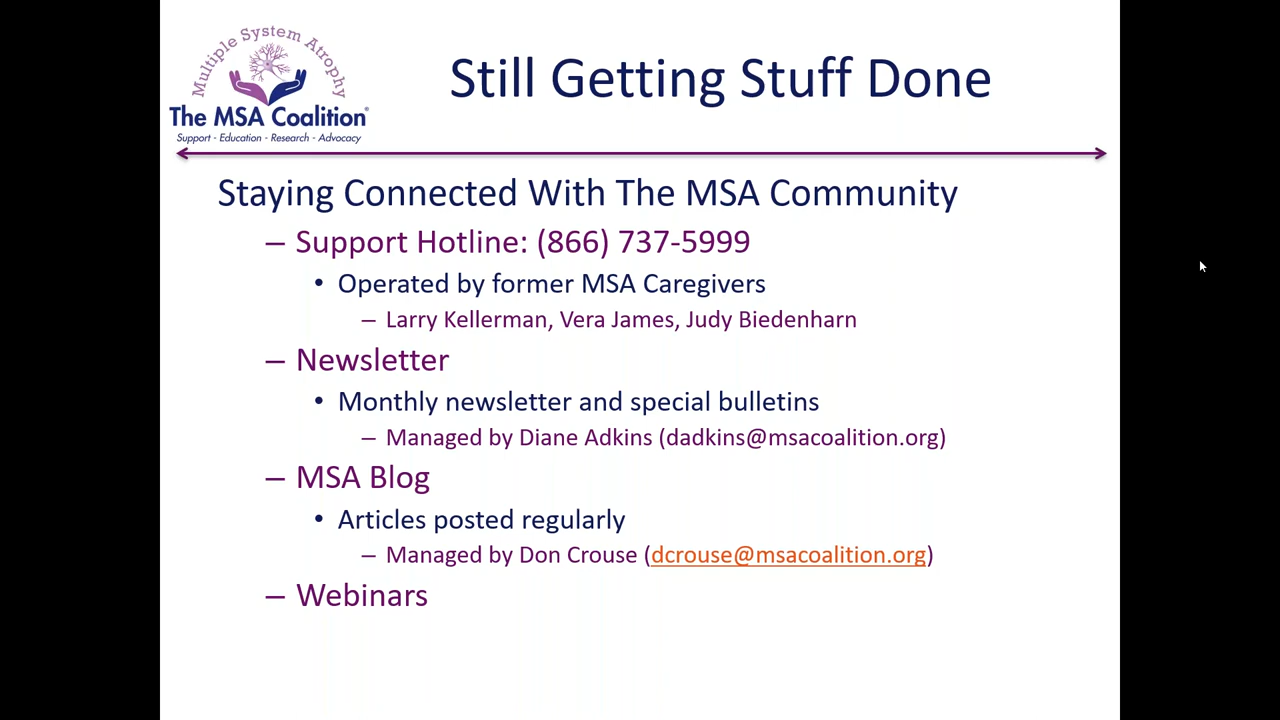 Multiple System Atrophy
The MSA Coalition®
Support - Education - Research - Advocacy
Still Getting Stuff Done
Staying Connected With The MSA Community
– Support Hotline: (866) 737-5999
• Operated by former MSA Caregivers
– Larry Kellerman, Vera James, Judy Biedenharn
– Newsletter
• Monthly newsletter and special bulletins
– Managed by Diane Adkins (dadkins@msacoalition.org)
– MSA Blog
• Articles posted regularly
– Managed by Don Crouse (dcrouse@msacoalition.org)
– Webinars